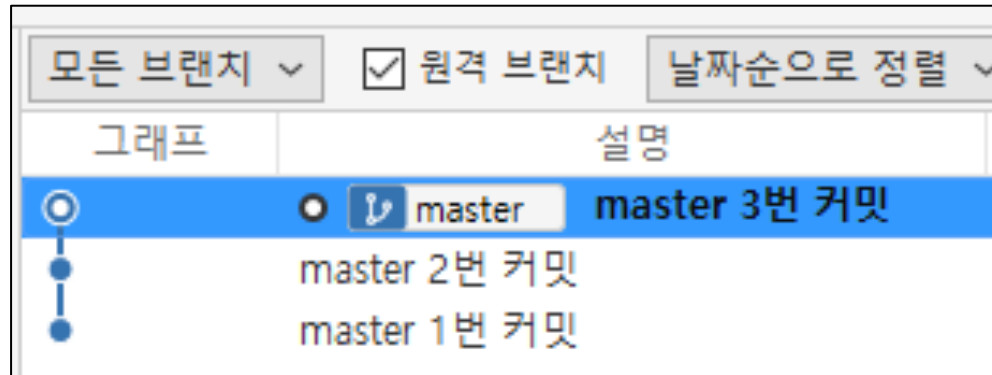 모든 브랜치 원격 브랜치 날짜순으로 정렬
그래프 설명
master master 3번 커밋
master 2번 커밋
master 1번 커밋